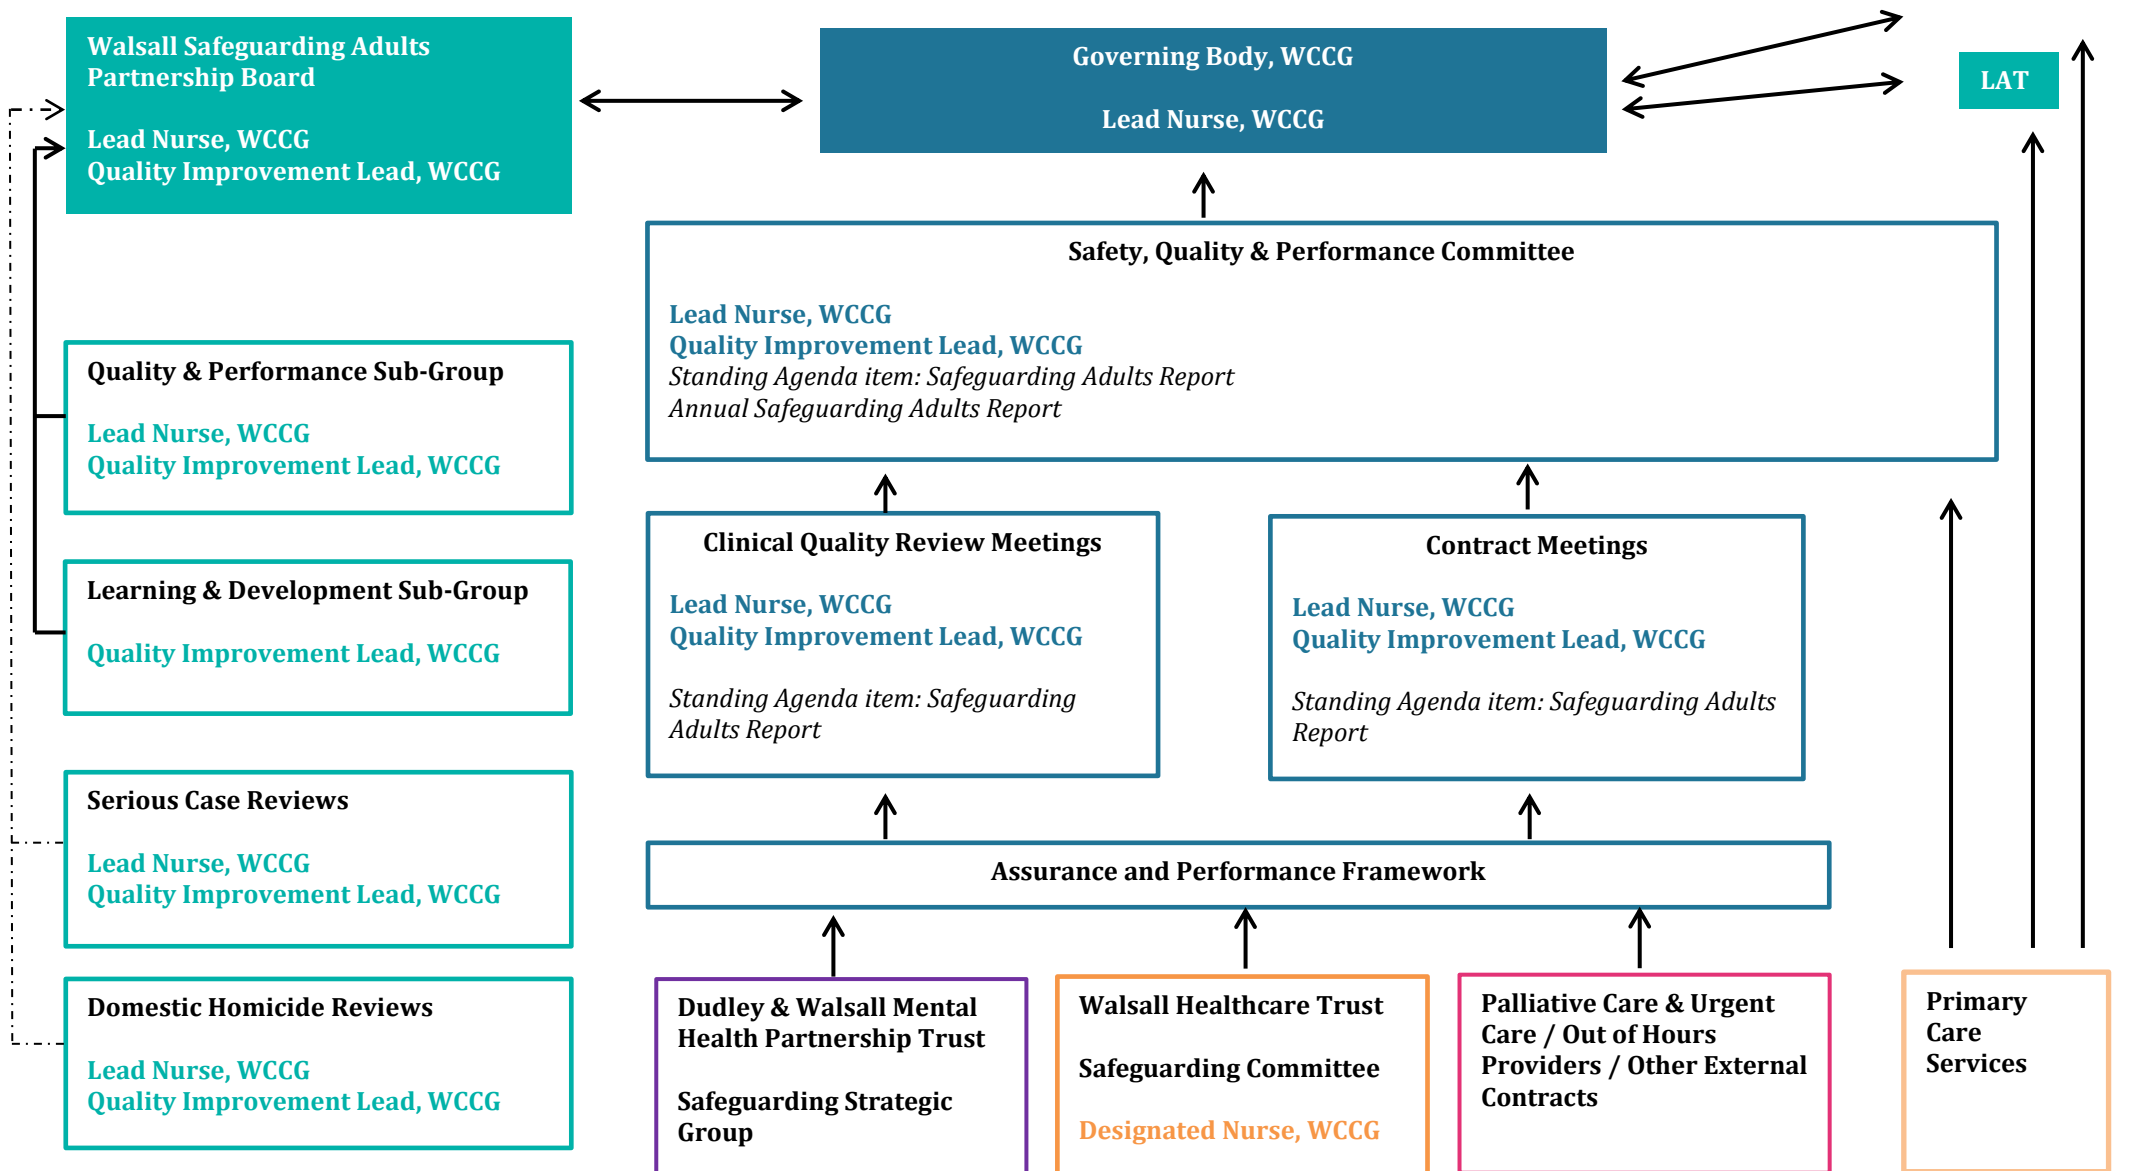 Walsall Safeguarding Adults
Partnership Board
Lead Nurse, WCCG
Quality Improvement Lead, WCCG
Governing Body, WCCG
Lead Nurse, WCCG
LAT
Safety, Quality & Performance Committee
Lead Nurse, WCCG
Quality Improvement Lead, WCCG
Standing Agenda item: Safeguarding Adults Report
Annual Safeguarding Adults Report
Quality & Performance Sub-Group
Lead Nurse, WCCG
Quality Improvement Lead, WCCG
Clinical Quality Review Meetings
Lead Nurse, WCCG
Quality Improvement Lead, WCCG
Standing Agenda item: Safeguarding
Adults Report
Contract Meetings
Lead Nurse, WCCG
Quality Improvement Lead, WCCG
Standing Agenda item: Safeguarding Adults
Report
Learning & Development Sub-Group
Quality Improvement Lead, WCCG
Serious Case Reviews
Lead Nurse, WCCG
Quality Improvement Lead, WCCG
Assurance and Performance Framework
Domestic Homicide Reviews
Lead Nurse, WCCG
Quality Improvement Lead, WCCG
Dudley & Walsall Mental
Health Partnership Trust
Safeguarding Strategic
Group
Walsall Healthcare Trust
Safeguarding Committee
Designated Nurse, WCCG
Palliative Care & Urgent
Care / Out of Hours
Providers / Other External
Contracts
Primary
Care
Services